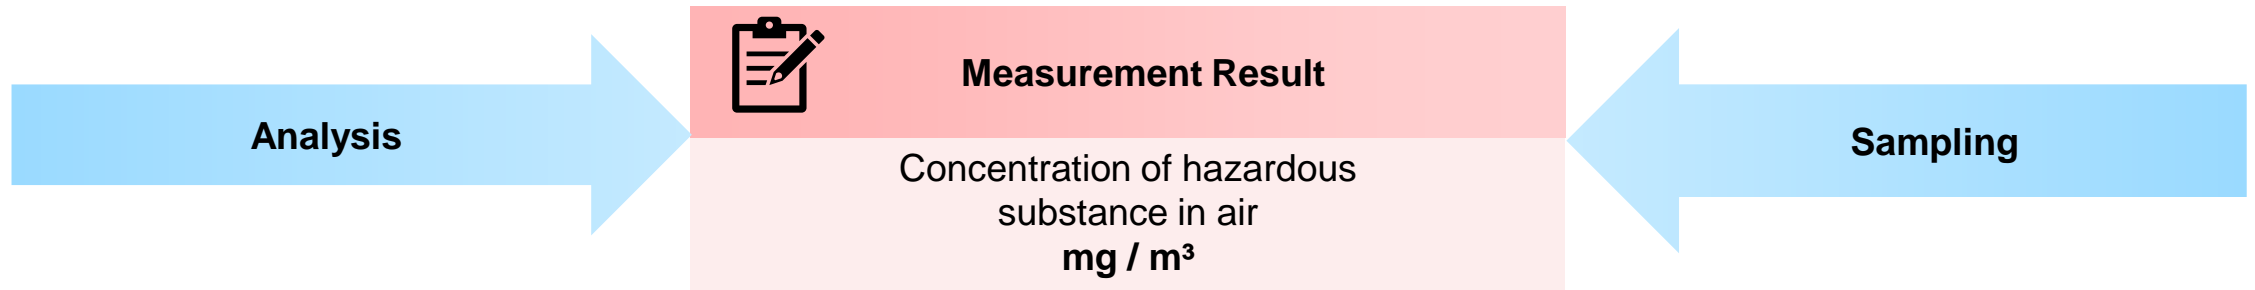 Analysis
Measurement Result
Concentration of hazardous
substance in air
mg / m³
Sampling